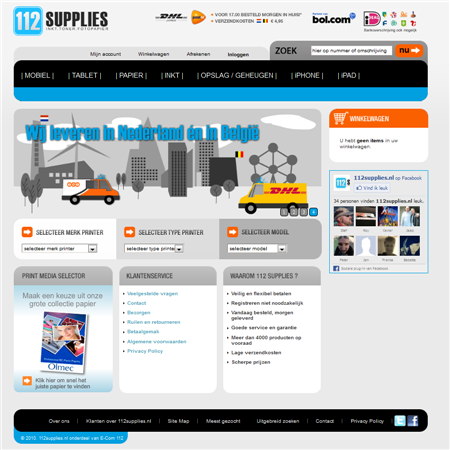 112 SUPPLIES
INKT, TONER, FOTOPAPIER
DHL
VOOR 17.00 BESTELD MORGEN IN HUIS!*
VERZENDKOSTEN
bol.com
iDEAL
Gastouverschrijving ook mogelijk
Mijn account
Winkelwagen
Afrekenen
Inloggen
ZOEK
hier op nummer of omschrijving
nu
| MOBIEL | | TABLET | | PAPIER | | INKT | | OPSLAG / GEHEUGEN | | iPHONE | | iPAD |
Wij leveren in Nederland én in België
DHL
1 2 3 4
WINKELWAGEN
U hebt geen items in uw
winkelwagen.
112supplies.nl op Facebook
Vind ik leuk
34 personen vinden 112supplies.nl leuk.
Facebook
SELECTEER MERK PRINTER
selecteer merk printer
SELECTEER TYPE PRINTER
selecteer type printer
SELECTEER MODEL
selecteer model
PRINT MEDIA SELECTOR
Maak een keuze uit onze
grote collectie papier
Olmec
Klik hier om snel het
juiste papier te vinden
KLANTENSERVICE
Veelgestelde vragen
Contact
Bezorgen
Ruilen en retourneren
Betaalgemak
Algemene voorwaarden
Privacy Policy
WAAROM 112 SUPPLIES ?
Veilig en flexibel betalen
Registreren niet noodzakelijk
Vandaag besteld, morgen
geleverd
Goede service en garantie
Meer dan 4000 producten op
voorraad
Lage verzendkosten
Scherpe prijzen
Over ons | Klanten over 112supplies.nl | Site Map | Meest gezocht | Uitgebreid zoeken | Contact | Privacy Policy |
© 2010, 112supplies.nl onderdeel van E-Com 112